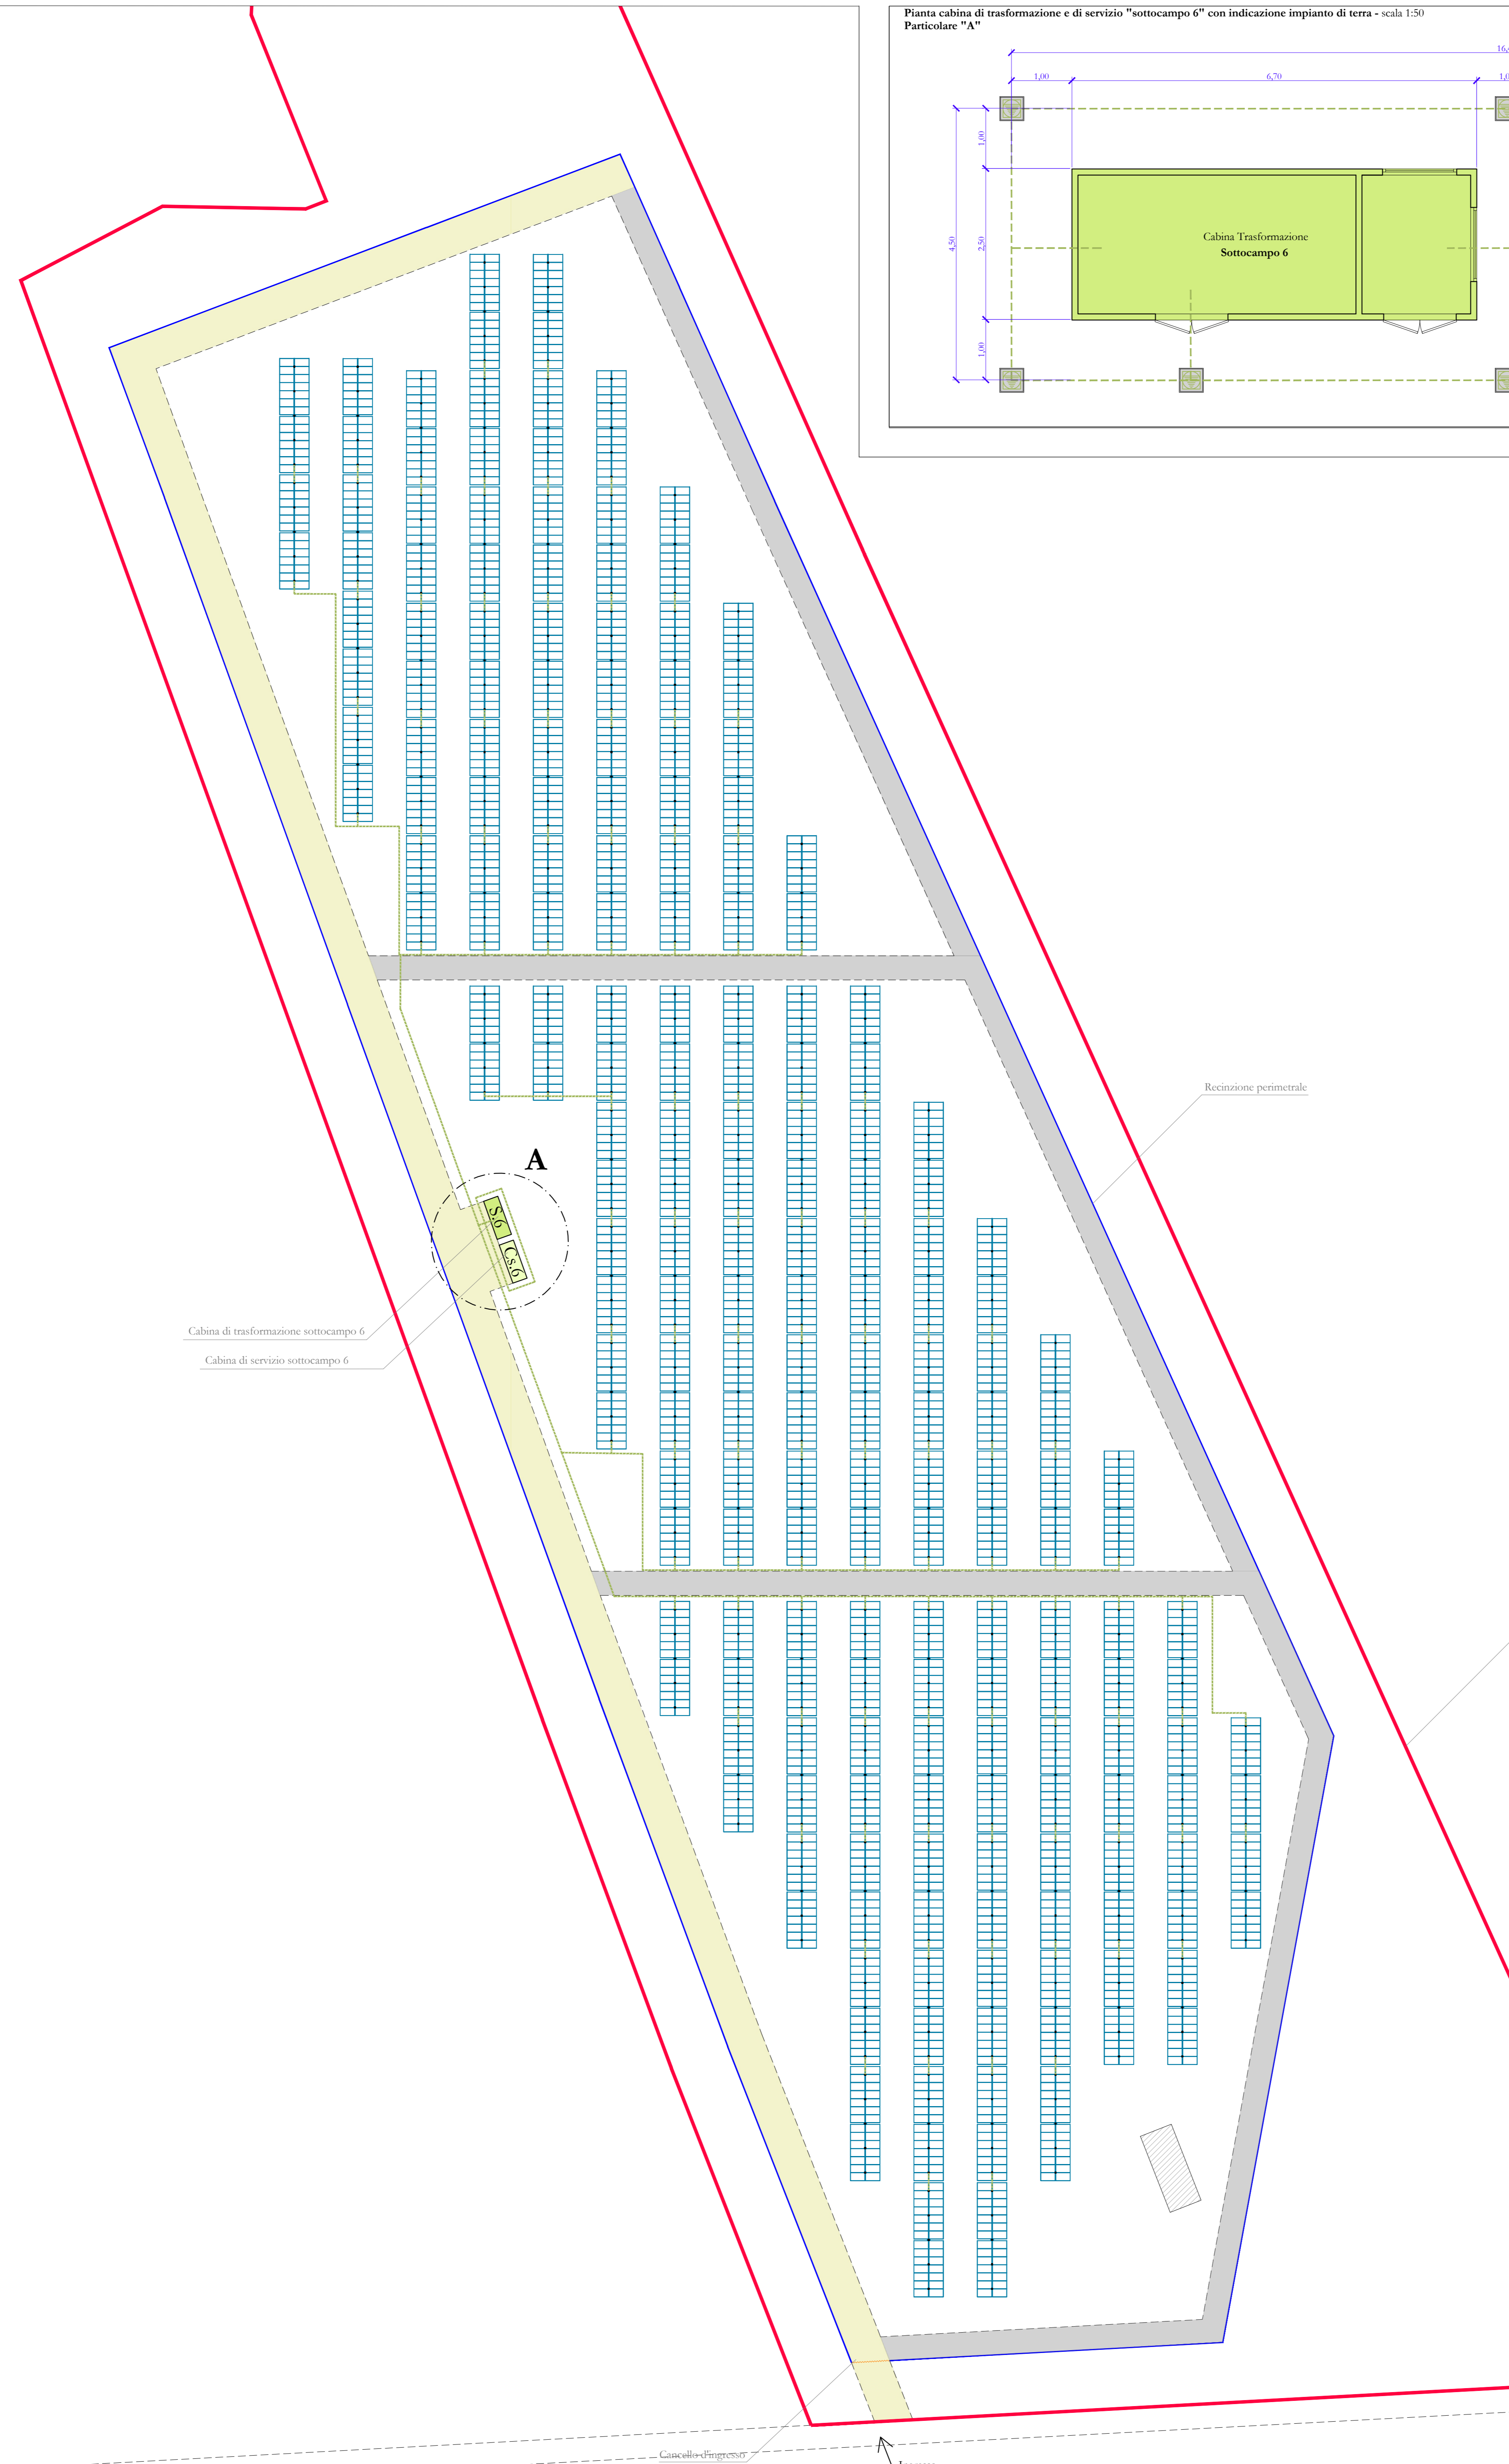 Pianta cabina di trasformazione e di servizio "sottocampo 6" con indicazione impianto di terra - scala 1:50
Particolare "A"
1,00
6,70
1,00
4,50
2,50
1,00
Cabina Trasformazione
Sottocampo 6
Recinzione perimetrale
A
S.6
Cs.6
Cabina di trasformazione sottocampo 6
Cabina di servizio sottocampo 6
Cancello d'ingresso